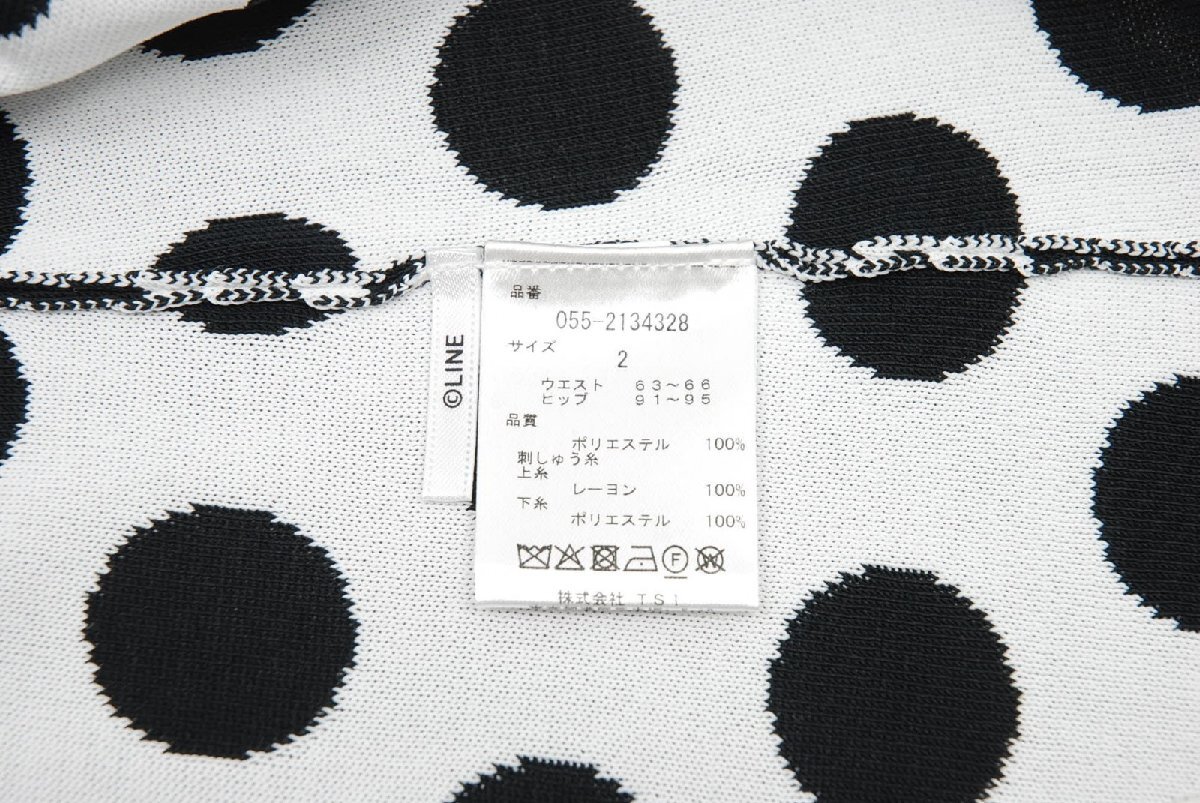 ©LINE
品番
055-2134328
サイズ
2
ウエスト 63～66
ヒップ 91～95
品質
ポリエステル 100%
刺しゅう糸
上糸
レーヨン 100%
下糸
ポリエステル 100%
F
W
株式会社 TSI